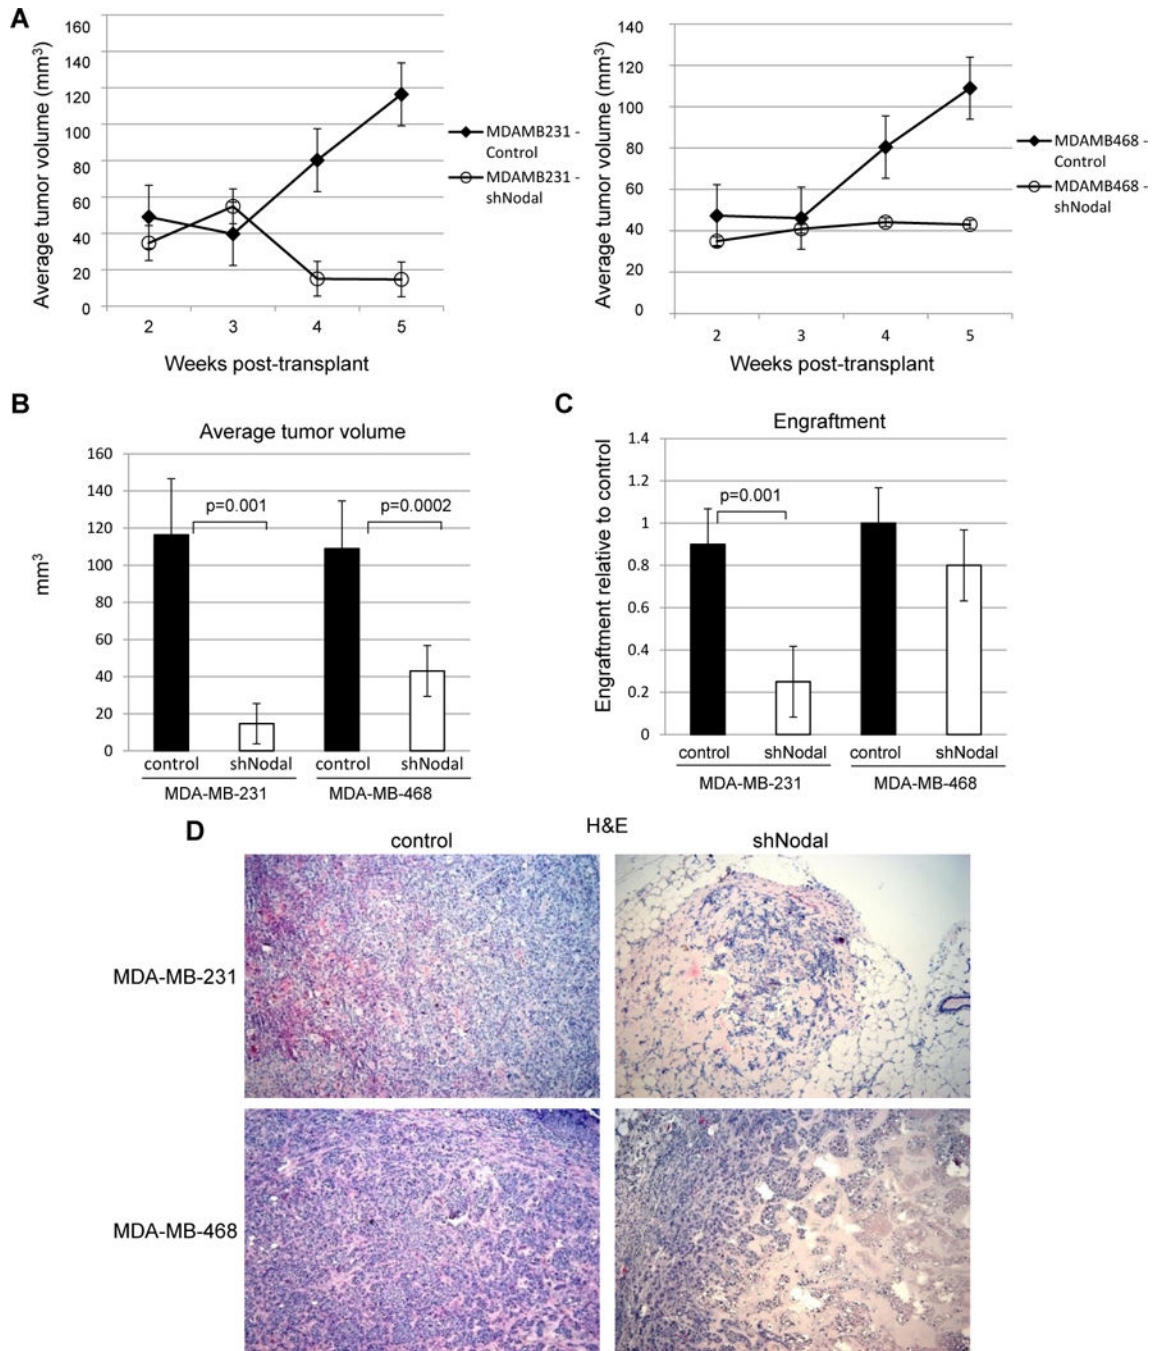 A
Average tumor volume (mm³)
160
140
120
100
80
60
40
20
0
2 3 4 5
Weeks post-transplant
MDAMB231 -
Control
MDAMB231 -
shNodal
Average tumor volume (mm³)
140
120
100
80
60
40
20
0
2 3 4 5
Weeks post-transplant
MDAMB468 -
Control
MDAMB468 -
shNodal
B
Average tumor volume
mm³
160
140
120
100
80
60
40
20
0
p=0.001 p=0.0002
control shNodal control shNodal
MDA-MB-231 MDA-MB-468
C
Engraftment
Engraftment relative to control
1.4
1.2
1
0.8
0.6
0.4
0.2
0
p=0.001
control shNodal control shNodal
MDA-MB-231 MDA-MB-468
D
H&E
control shNodal
MDA-MB-231
MDA-MB-468